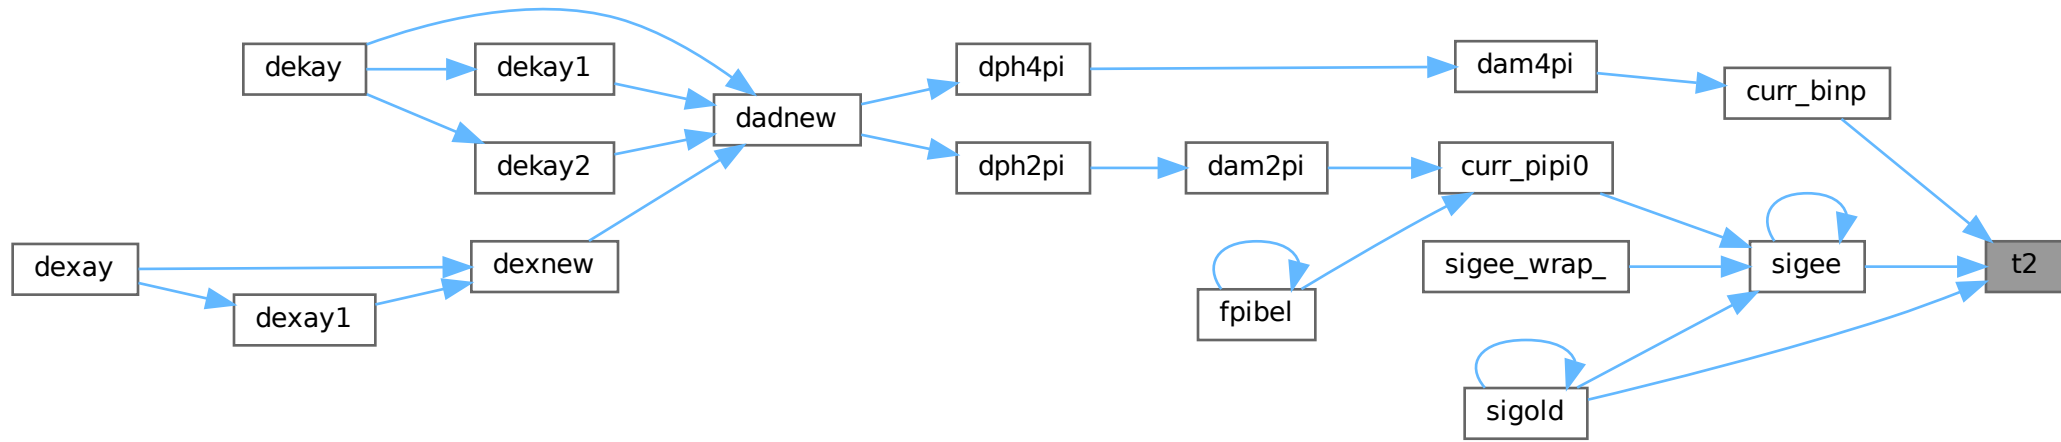 dekay
dekay1
dekay2
dadnew
dexay
dexay1
dexnew
dph4pi
dph2pi
dam4pi
dam2pi
curr_binp
curr_pipi0
sigee_wrap_
fpibel
sigee
sigold
t2